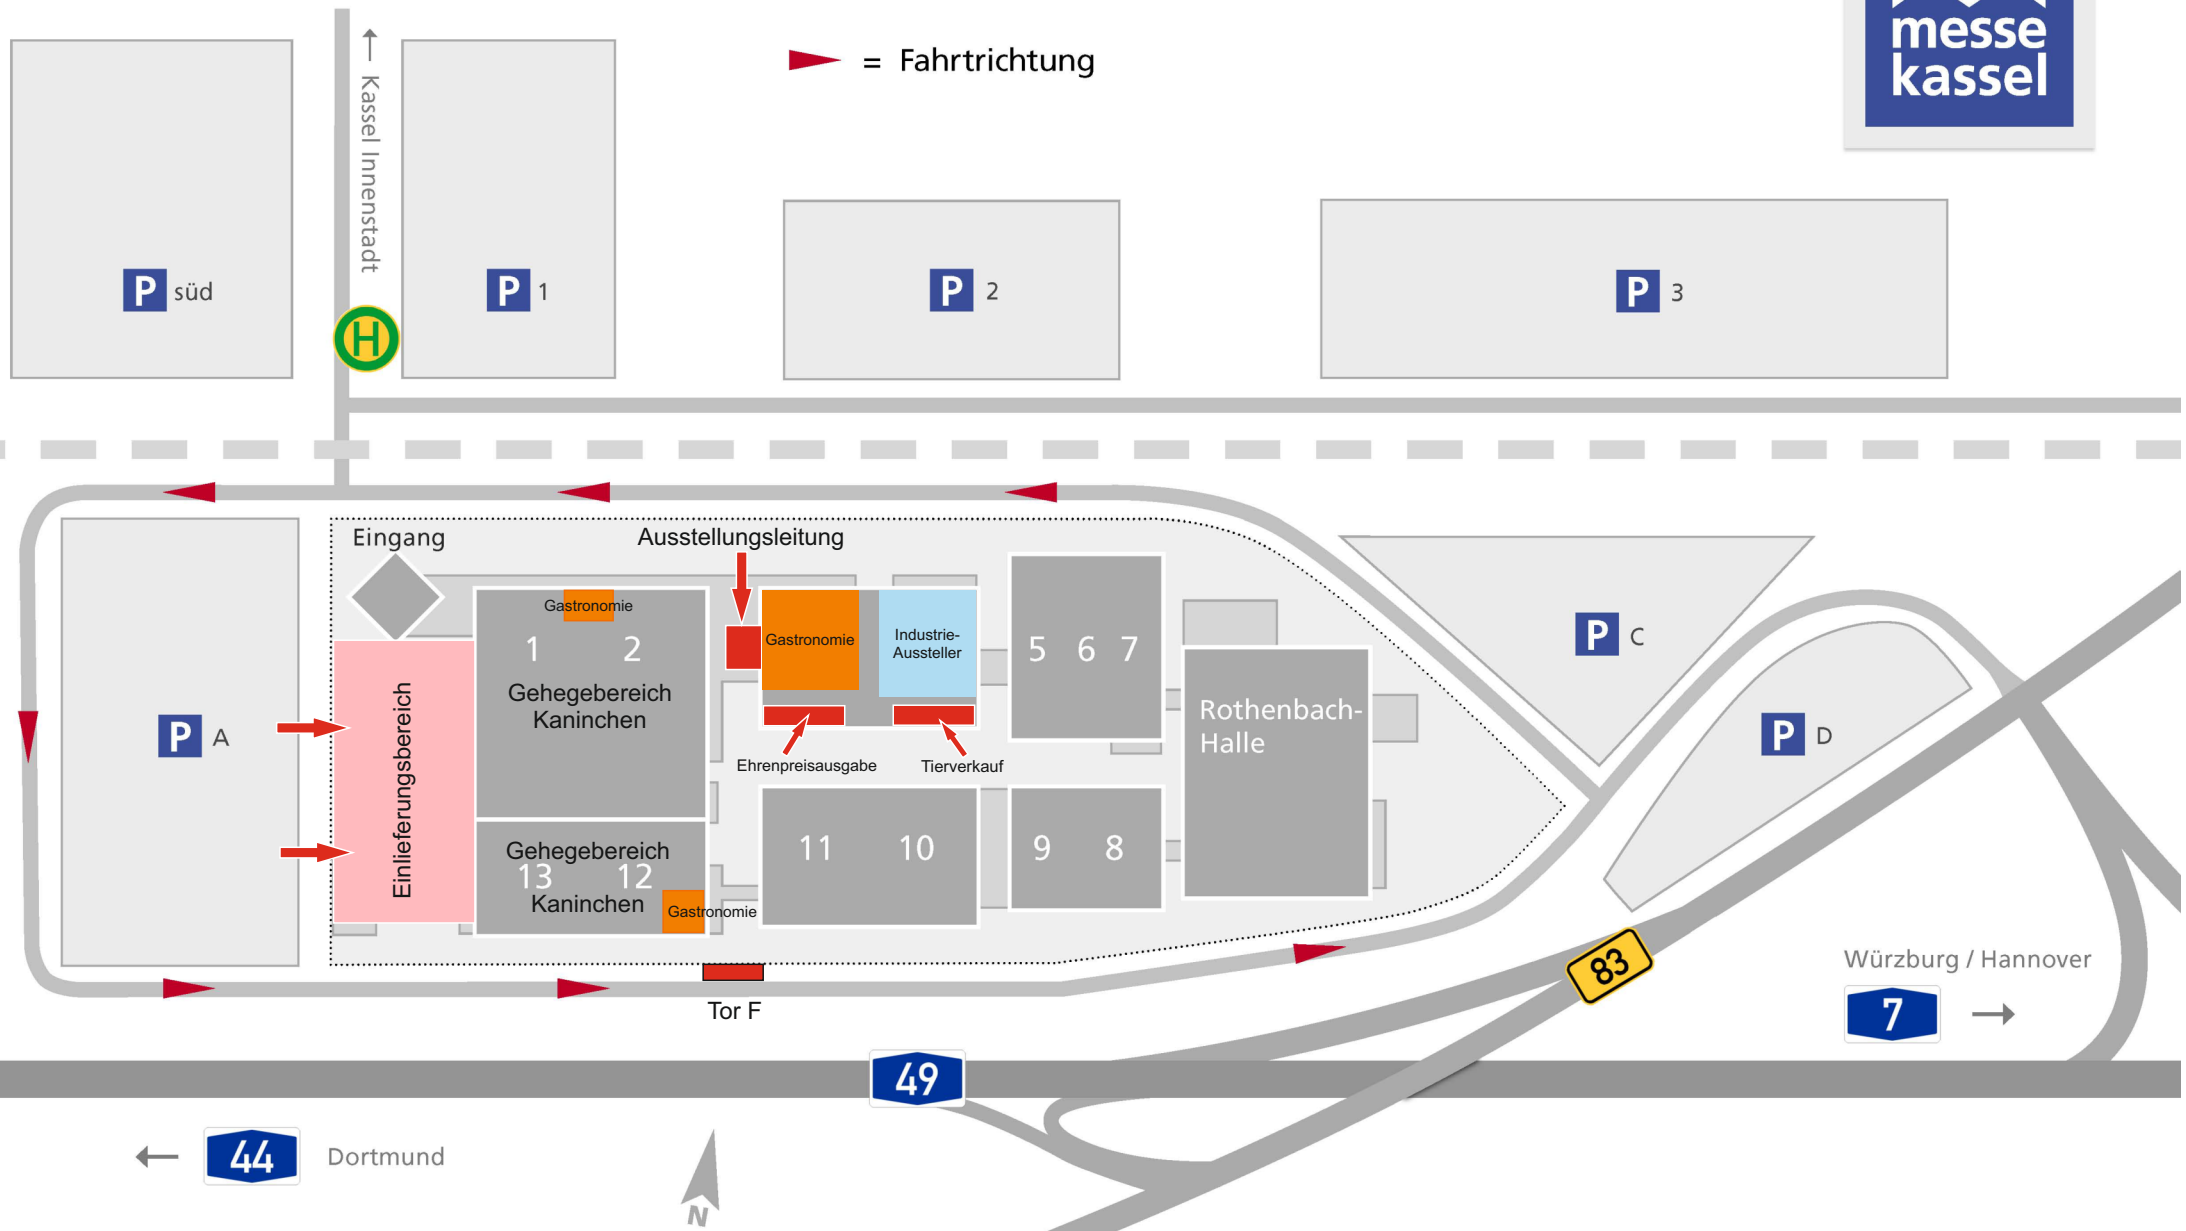 messe
kassel
= Fahrtrichtung
← Kassel Innenstadt
P süd
H
P 1
P 2
P 3
Eingang
Ausstellungsleitung
Gastronomie
1 2
Gehegebereich
Kaninchen
Gastronomie
Industrie-
Aussteller
5 6 7
Rothenbach-
Halle
P C
P D
P A
Einlieferungsbereich
Ehrenpreisausgabe
Tierverkauf
Gehegebereich
13 12
Kaninchen
Gastronomie
11 10
9 8
Tor F
83
Würzburg / Hannover
7 →
49
← 44 Dortmund
N